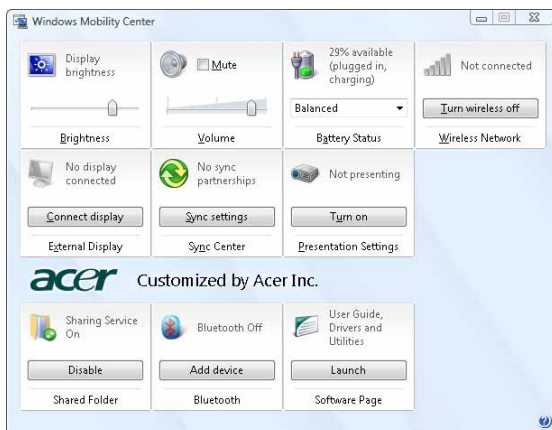 Windows Mobility Center
Display
brightness
Brightness
Mute
Volume
29% available
(plugged in,
charging)
Balanced
Battery Status
Not connected
Turn wireless off
Wireless Network
No display
connected
Connect display
External Display
No sync
partnerships
Sync settings
Sync Center
Not presenting
Turn on
Presentation Settings
acer Customized by Acer Inc.
Sharing Service
On
Disable
Shared Folder
Bluetooth Off
Add device
Bluetooth
User Guide,
Drivers and
Utilities
Launch
Software Page